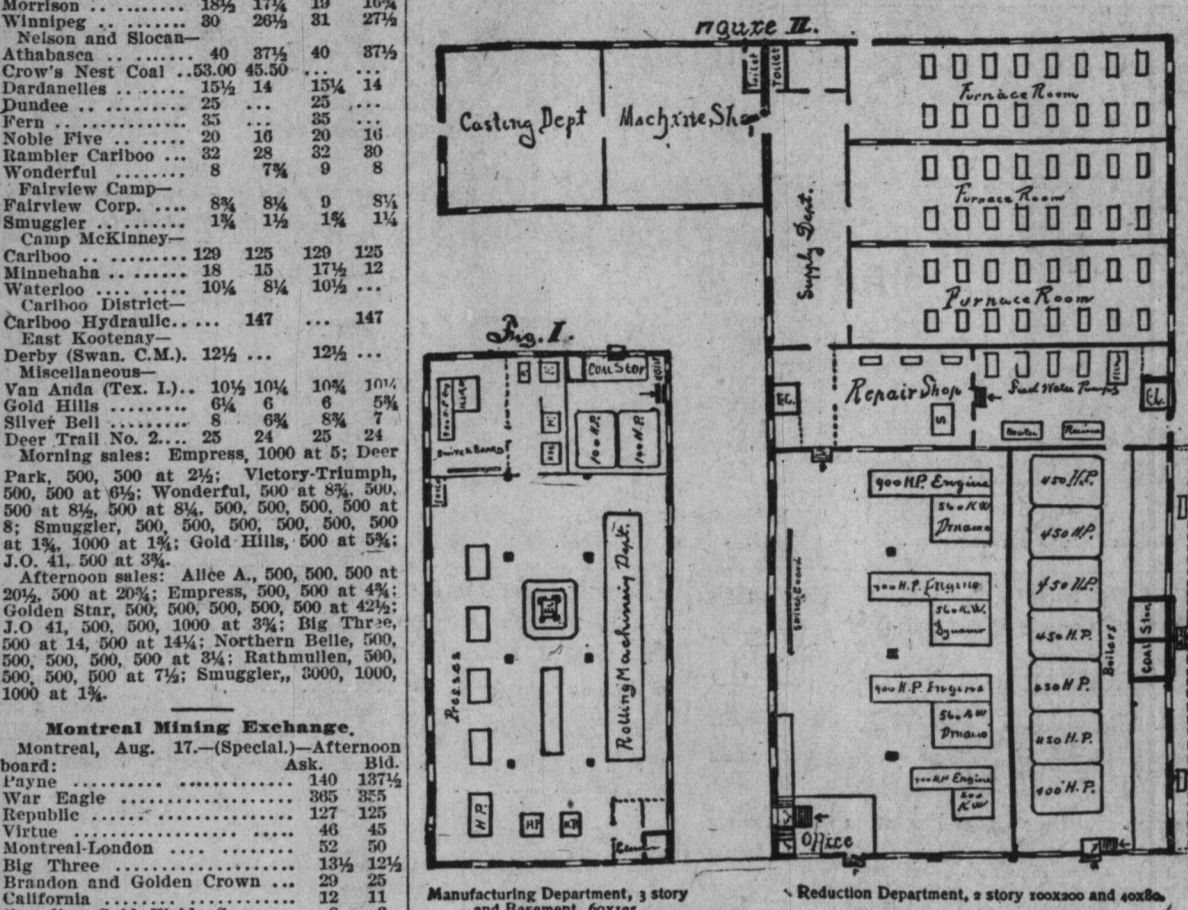 Morrison .. ......... 18½ 17¼ 19
Winnipeg .. ....... 30 26½ 31 27½
Nelson and Slocan—
Athabasca .. ....... 40 37½ 40 37½
Crow's Nest Coal ..53.00 45.50 ... ...
Dardanelles .. ...... 15½ 14 15¼ 14
Dundee .. ......... 25 ... 25 ...
Fern .. ............ 35 ... 35 ...
Noble Five .. ...... 20 16 20 16
Rambler Cariboo ... 32 28 32 30
Wonderful ........ 8 7¾ 9 8
Fairview Camp—
Fairview Corp. .... 8¾ 8¼ 9 8¼
Smuggler .. ....... 1¾ 1½ 1¾ 1¼
Camp McKinney—
Cariboo .. ......... 129 125 129 125
Minnehaha .. ...... 18 15 17½ 12
Waterloo .... ..... 10¼ 8¼ 10½ ...
Cariboo District—
Cariboo Hydraulic..... 147 ... 147
East Kootenay—
Derby (Swan. C.M.). 12½ ... 12½ ...
Miscellaneous—
Van Anda (Tex. I.).. 10½ 10¼ 10¾ 10¼
Gold Hills ......... 6¼ 6 6 5¾
Silver Bell ........ 8 6¾ 8¾ 7
Deer Trail No. 2.... 25 24 25 24
Morning sales: Empress, 1000 at 5; Deer
Park, 500, 500 at 2½; Victory-Triumph,
500, 500 at 6½; Wonderful, 500 at 8¾, 500,
500 at 8½, 500 at 8¼, 500, 500, 500, 500 at
8; Smuggler, 500, 500, 500, 500, 500, 500
at 1¾, 1000 at 1¾; Gold Hills, 500 at 5¾;
J.O. 41, 500 at 3¾.
Afternoon sales: Alice A., 500, 500, 500 at
20½, 500 at 20¾; Empress, 500, 500 at 4¾;
Golden Star, 500, 500, 500, 500, 500 at 42½;
J.O 41, 500, 500, 1000 at 3¾; Big Three,
500 at 14, 500 at 14¼; Northern Belle, 500,
500, 500, 500, 500 at 3¼; Rathmullen, 500,
500, 500, 500 at 7½; Smuggler,, 3000, 1000,
1000 at 1¾.
Montreal Mining Exchange.
Montreal, Aug. 17.—(Special.)—Afternoon
board: Ask. Bid.
Payne ..................... 140 137½
War Eagle ................ 365 355
Republic .................. 127 125
Virtue .................... 46 45
Montreal-London .... ...... 52 50
Big Three ................. 13½ 12½
Brandon and Golden Crown ... 29 25
California ................. 12 11
Figure II.
Casting Dept
Machine Shop
Toilet
Toilet
Furnace Room
Furnace Room
Furnace Room
Supply Dept.
Repair Shop
S
Feed Water Pumps
El.
El.
Heater
900 H.P. Engine
560 KW
Dynamo
900 H.P. Engine
560 K.W.
Dynamo
900 H.P. Engine
560 KW
Dynamo
Engine
KW
450 H.P.
450 H.P.
450 H.P.
450 H.P.
450 H.P.
450 H.P.
400 H.P.
Boilers
Coal Stor.
Office
Fig. I.
Coal Stor
Switch Board
100 H.P.
100 H.P.
E
Presses
Rolling Machinery Dept.
H.P.
H.P.
H.P.
Manufacturing Department, 3 story
and Basement, 60x125
Reduction Department, 2 story 100x200 and 40x80.